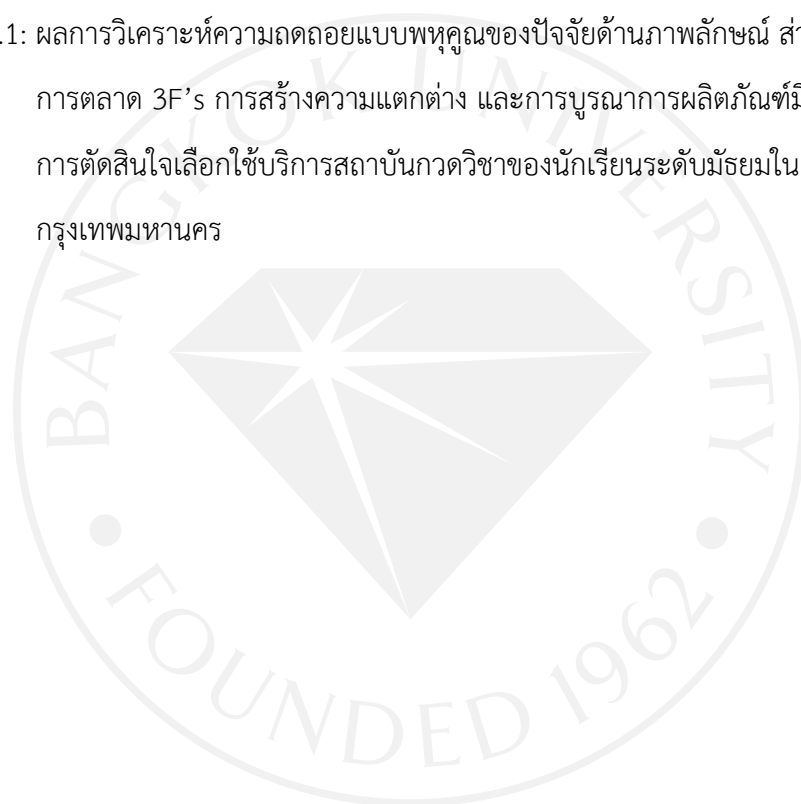 .1: ผลการวิเคราะห์ความถดถอยแบบพหุคูณของปัจจัยด้านภาพลักษณ์
การตลาด 3F’s การสร้างความแตกต่าง และการบูรณาการผลิตภัณฑ์
การตัดสินใจเลือกใช้บริการสถาบันกวดวิชาของนักเรียนระดับมัธยมใน
กรุงเทพมหานคร
BANGKOK UNIVERSITY
FOUNDED 1962